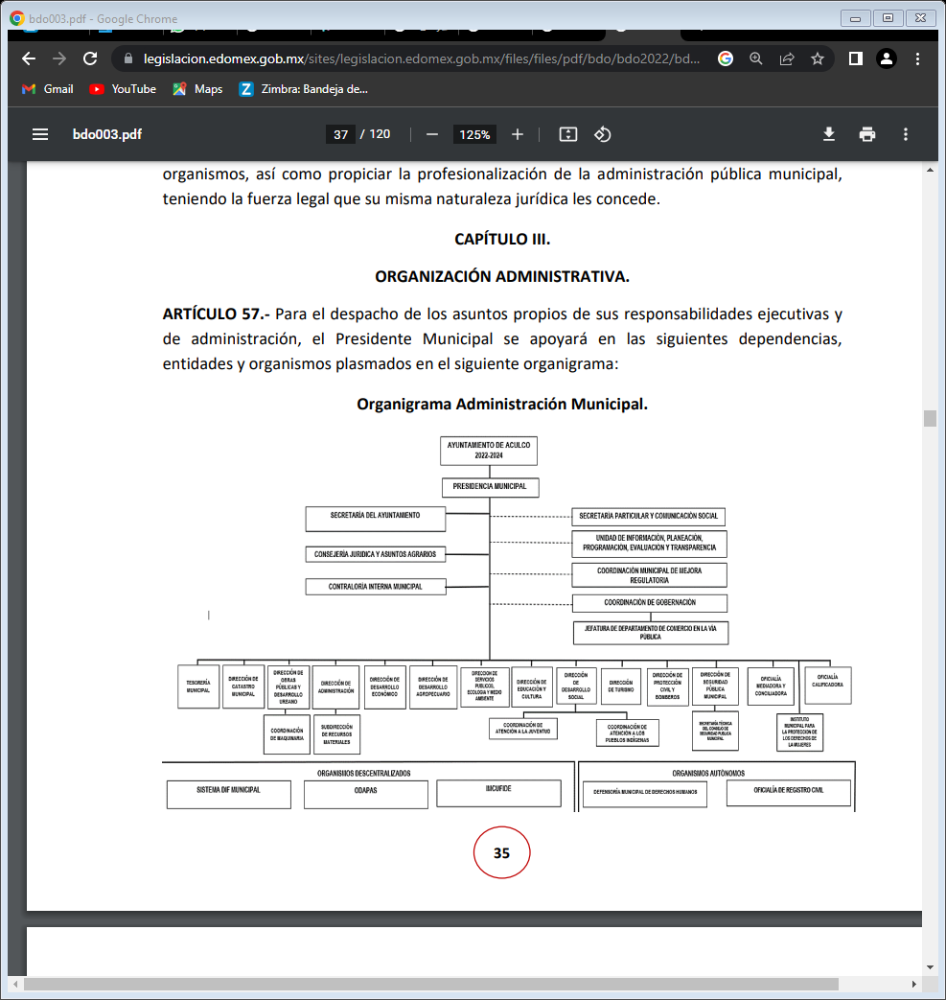 bdo003.pdf - Google Chrome
legislacion.edomex.gob.mx/sites/legislacion.edomex.gob.mx/files/files/pdf/bdo/bdo2022/bd...
Gmail
YouTube
Maps
Zimbra: Bandeja de...
bdo003.pdf
37 / 120
125%
organismos, así como propiciar la profesionalización de la administración pública municipal,
teniendo la fuerza legal que su misma naturaleza jurídica les concede.
CAPÍTULO III.
ORGANIZACIÓN ADMINISTRATIVA.
ARTÍCULO 57.- Para el despacho de los asuntos propios de sus responsabilidades ejecutivas y
de administración, el Presidente Municipal se apoyará en las siguientes dependencias,
entidades y organismos plasmados en el siguiente organigrama:
Organigrama Administración Municipal.
AYUNTAMIENTO DE ACULCO
2022-2024
PRESIDENCIA MUNICIPAL
SECRETARÍA DEL AYUNTAMIENTO
CONSEJERÍA JURIDICA Y ASUNTOS AGRARIOS
CONTRALORÍA INTERNA MUNICIPAL
SECRETARÍA PARTICULAR Y COMUNICACIÓN SOCIAL
UNIDAD DE INFORMACIÓN, PLANEACIÓN,
PROGRAMACIÓN, EVALUACIÓN Y TRANSPARENCIA
COORDINACIÓN MUNICIPAL DE MEJORA
REGULATORIA
COORDINACIÓN DE GOBERNACIÓN
JEFATURA DE DEPARTAMENTO DE COMERCIO EN LA VÍA
PÚBLICA
TESORERÍA
MUNICIPAL
DIRECCIÓN DE
CATASTRO
MUNICIPAL
DIRECCIÓN DE
OBRAS
PÚBLICAS Y
DESARROLLO
URBANO
DIRECCIÓN DE
ADMINISTRACIÓN
DIRECCIÓN DE
DESARROLLO
ECONÓMICO
DIRECCIÓN DE
DESARROLLO
AGROPECUARIO
DIRECCION DE
SERVICIOS
PUBLICOS,
ECOLOGIA Y MEDIO
AMBIENTE
DIRECCIÓN DE
EDUCACIÓN Y
CULTURA
DIRECCIÓN
DE
DESARROLLO
SOCIAL
DIRECCIÓN
DE TURISMO
DIRECCIÓN DE
PROTECCIÓN
CIVIL Y
BOMBEROS
DIRECCIÓN DE
SEGURIDAD
PÚBLICA
MUNICIPAL
OFICIALÍA
MEDIADORA Y
CONCILIADORA
OFICIALÍA
CALIFICADORA
COORDINACIÓN
DE MAQUINARIA
SUBDIRECCIÓN
DE RECURSOS
MATERIALES
COORDINACIÓN DE
ATENCIÓN A LA JUVENTUD
COORDINACIÓN DE
ATENCIÓN A LOS
PUEBLOS INDÍGENAS
SECRETARÍA TÉCNICA
DEL CONSEJO DE
SEGURIDAD PUBLICA
MUNICIPAL
INSTITUTO
MUNICIPAL PARA
LA PROTECCIÓN DE
LOS DERECHOS DE
LA MUJERES
ORGANISMOS DESCENTRALIZADOS
SISTEMA DIF MUNICIPAL
ODAPAS
IMCUFIDE
ORGANISMOS AUTÓNOMOS
DEFENSORÍA MUNICIPAL DE DERECHOS HUMANOS
OFICIALÍA DE REGISTRO CIVIL
35